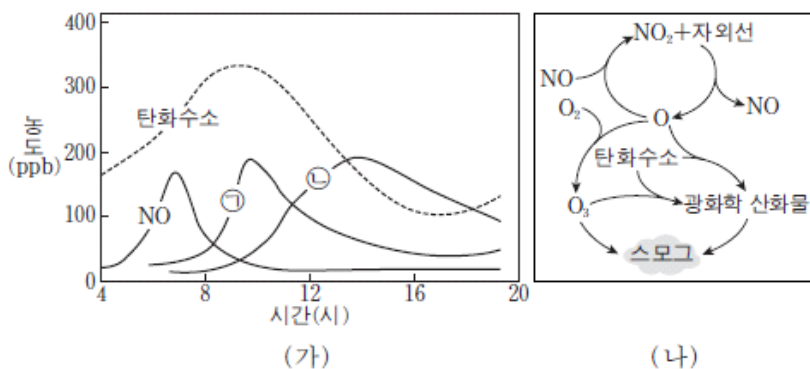 400
300
200
100
0
농도
(ppb)
탄화수소
NO
㉠
㉡
4
8
12
16
20
시간(시)
(가)
NO₂+자외선
NO
NO
O₂
O
탄화수소
O₃
광화학 산화물
스모그
(나)